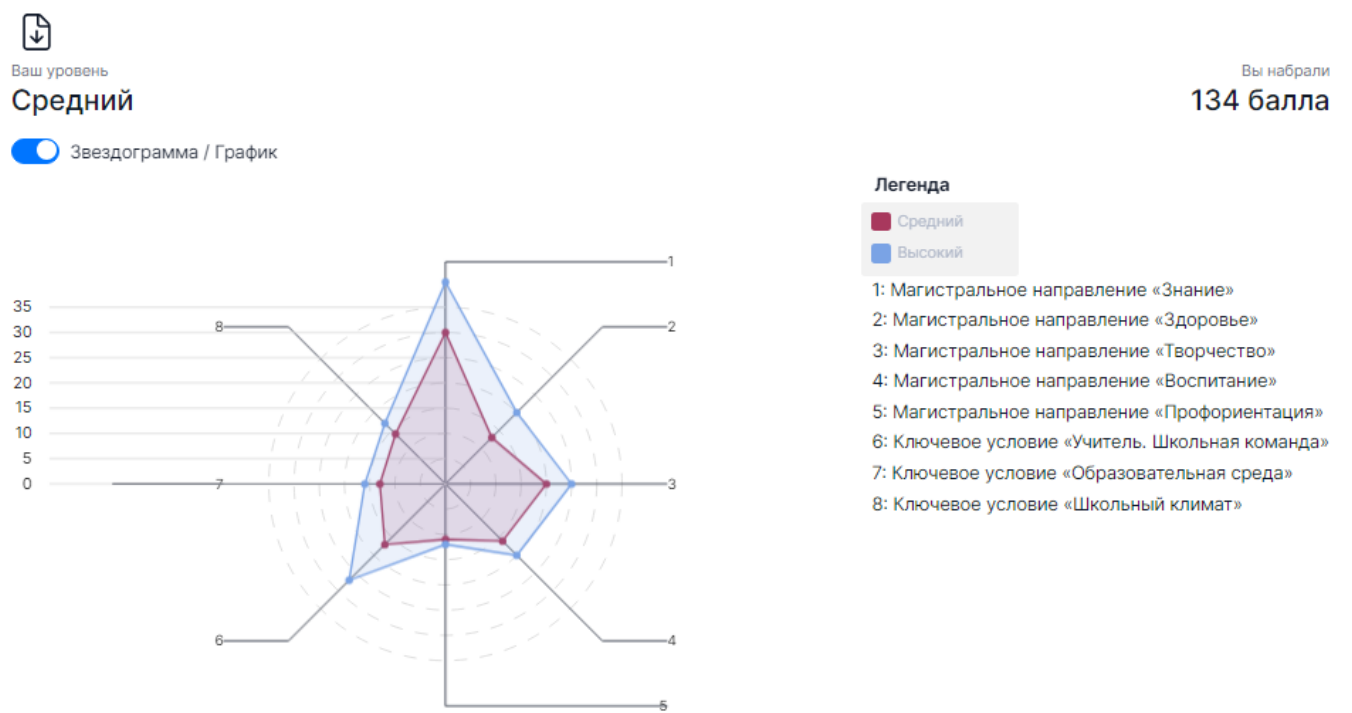 Ваш уровень
Средний
Вы набрали
134 балла
Звездограмма / График
Легенда
Средний
Высокий
1: Магистральное направление «Знание»
2: Магистральное направление «Здоровье»
3: Магистральное направление «Творчество»
4: Магистральное направление «Воспитание»
5: Магистральное направление «Профориентация»
6: Ключевое условие «Учитель. Школьная команда»
7: Ключевое условие «Образовательная среда»
8: Ключевое условие «Школьный климат»
35
30
25
20
15
10
5
0
1
2
3
4
5
6
7
8